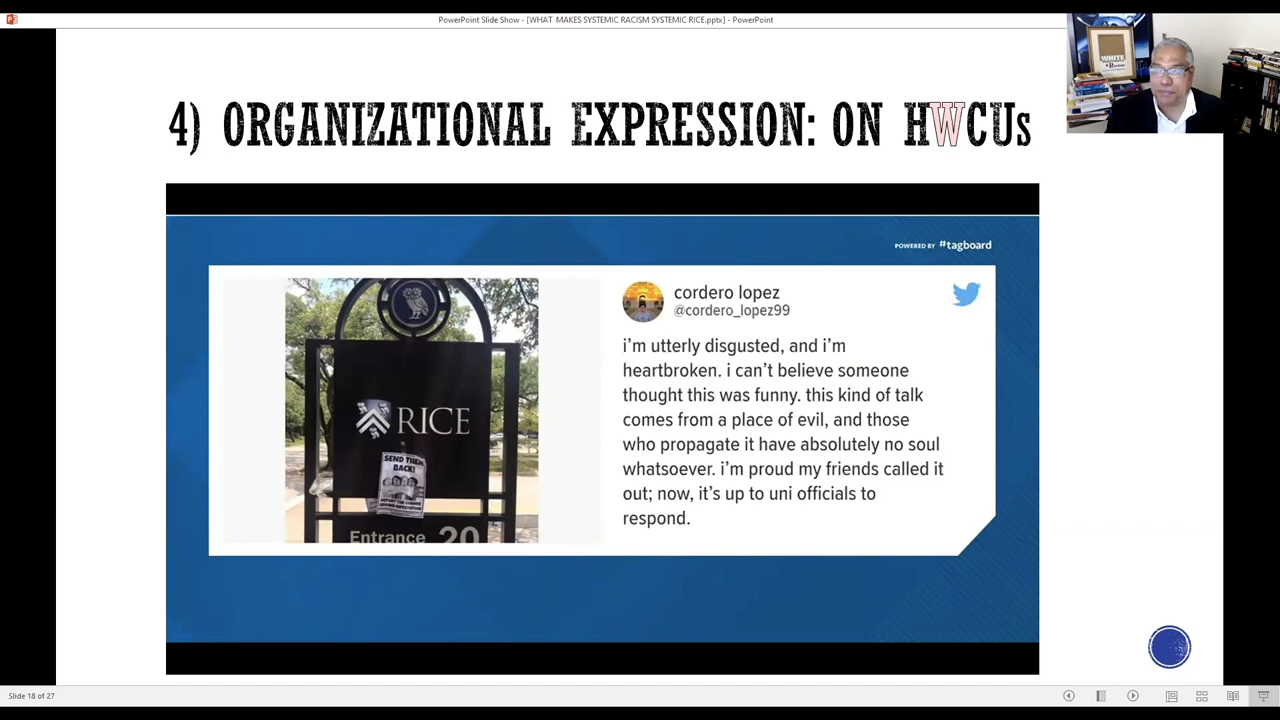 PowerPoint Slide Show - [WHAT MAKES SYSTEMIC RACISM SYSTEMIC RICE.pptx] - PowerPoint
WHITE
4) ORGANIZATIONAL EXPRESSION: ON HWCUs
POWERED BY #tagboard
cordero lopez
@cordero_lopez99
i'm utterly disgusted, and i'm
heartbroken. i can't believe someone
thought this was funny. this kind of talk
comes from a place of evil, and those
who propagate it have absolutely no soul
whatsoever. i'm proud my friends called it
out; now, it's up to uni officials to
respond.
RICE
SEND THEM
BACK!
Entrance 20
Slide 18 of 27